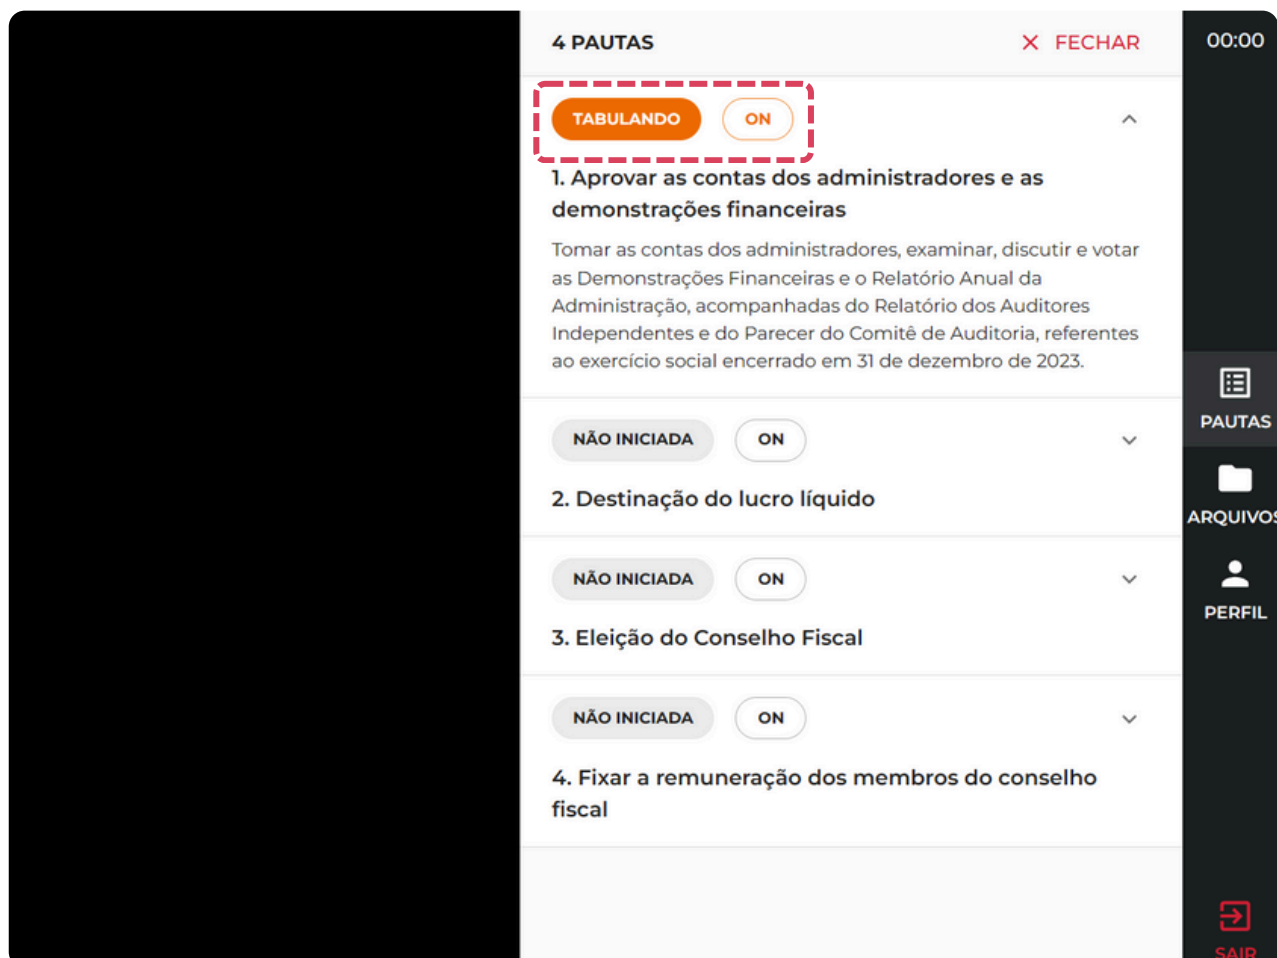 4 PAUTAS
FECHAR
00:00
TABULANDO
ON
1. Aprovar as contas dos administradores e as
demonstrações financeiras
Tomar as contas dos administradores, examinar, discutir e votar
as Demonstrações Financeiras e o Relatório Anual da
Administração, acompanhadas do Relatório dos Auditores
Independentes e do Parecer do Comitê de Auditoria, referentes
ao exercício social encerrado em 31 de dezembro de 2023.
NÃO INICIADA
ON
2. Destinação do lucro líquido
NÃO INICIADA
ON
3. Eleição do Conselho Fiscal
NÃO INICIADA
ON
4. Fixar a remuneração dos membros do conselho
fiscal
PAUTAS
ARQUIVOS
PERFIL
SAIR